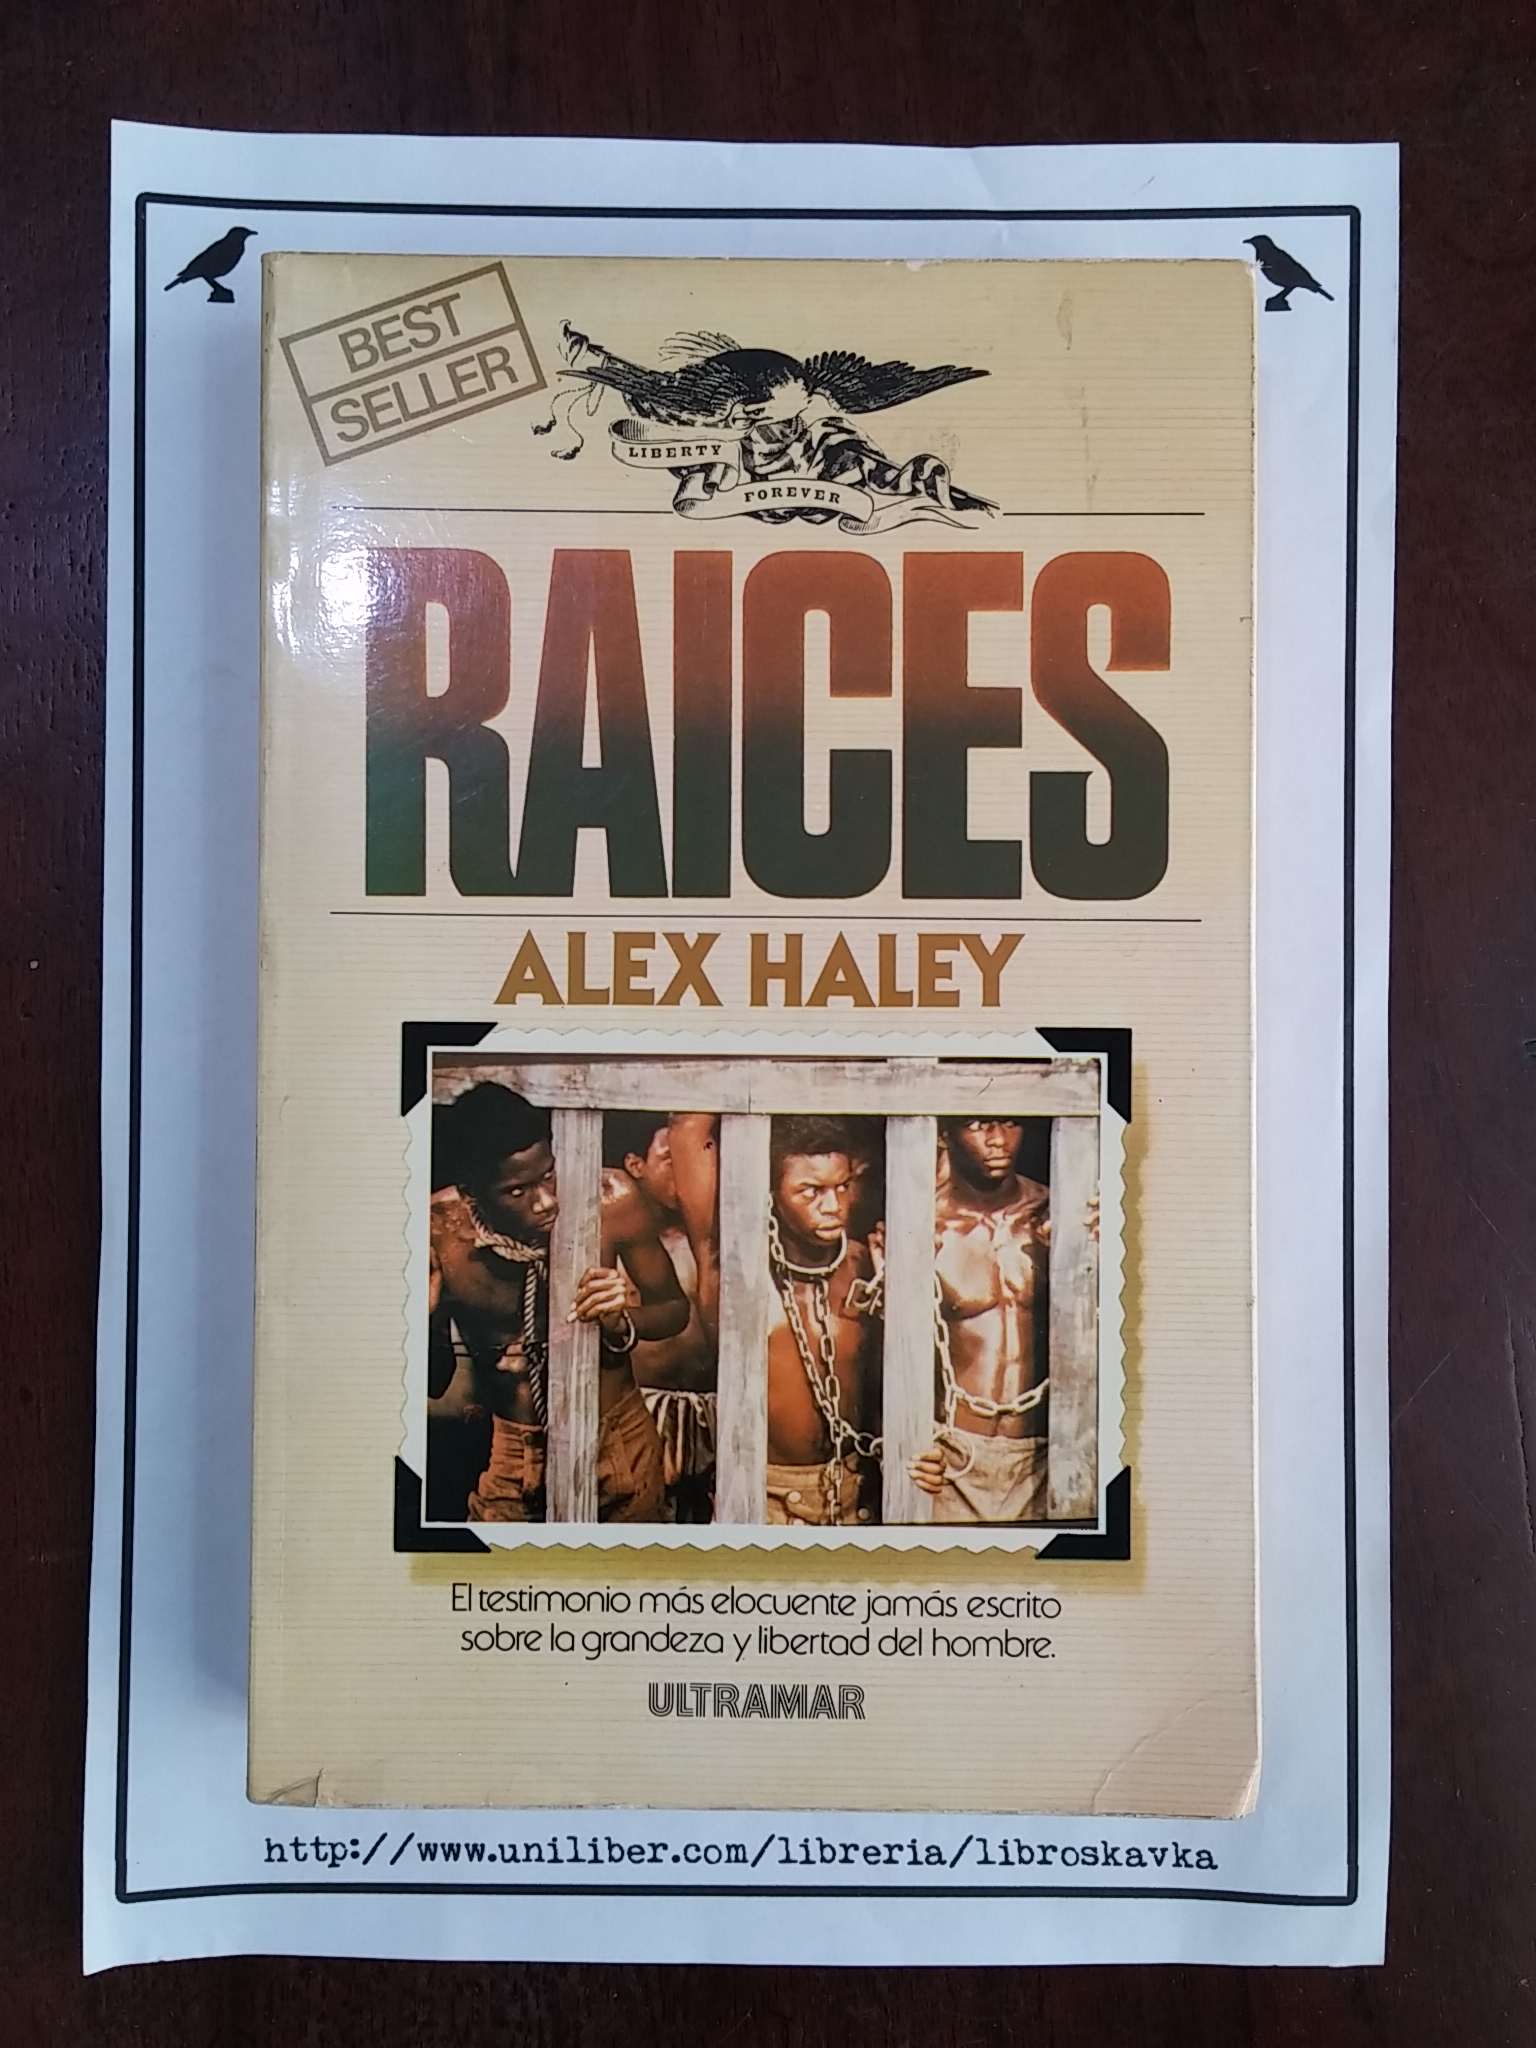 BEST
SELLER
LIBERTY
FOREVER
RAICES
ALEX HALEY
El testimonio más elocuente jamás escrito
sobre la grandeza y libertad del hombre.
ULTRAMAR
http://www.uniliber.com/libreria/libroskavka